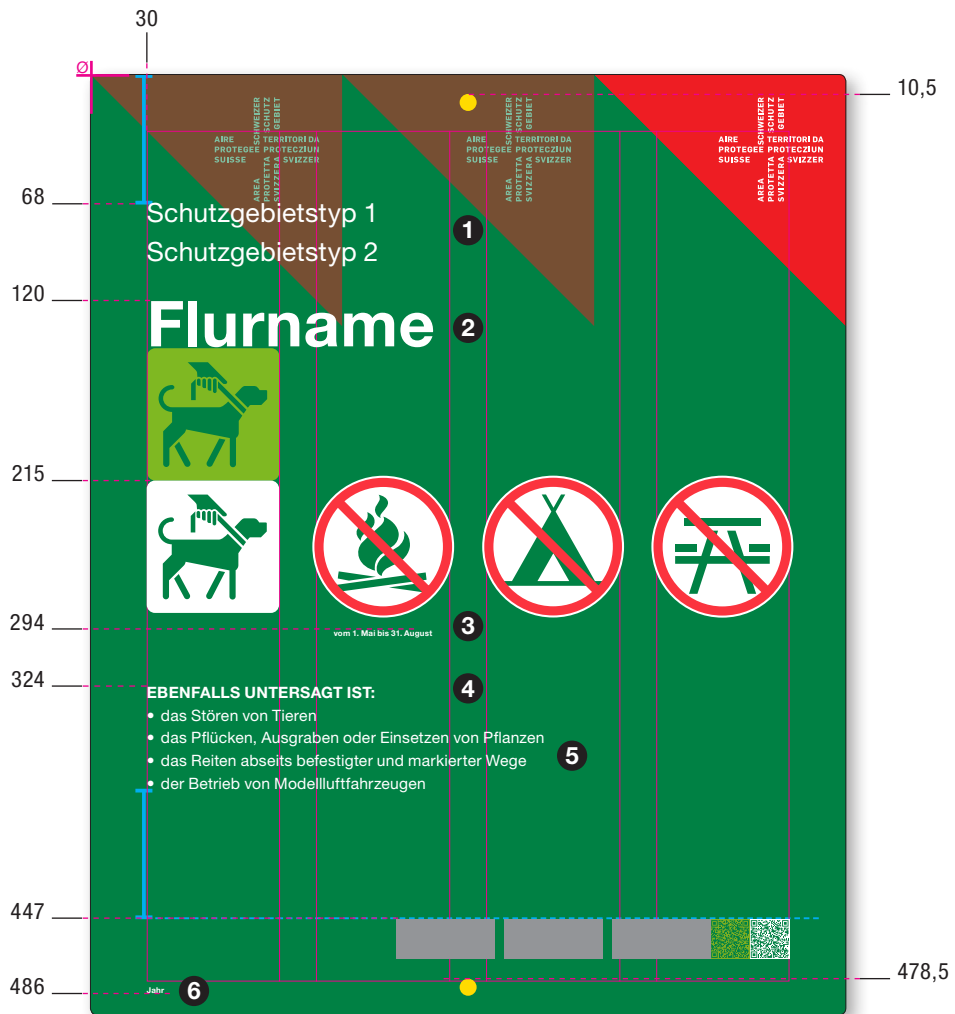 30
Ø
10,5
SCHWEIZER
SCHUTZ
GEBIET
AIRE
PROTEGEE
SUISSE
TERRITORI DA
PROTECZIUN
SVIZZER
AREA
PROTETTA
SVIZZERA
SCHWEIZER
SCHUTZ
GEBIET
AIRE
PROTEGEE
SUISSE
TERRITORI DA
PROTECZIUN
SVIZZER
AREA
PROTETTA
SVIZZERA
SCHWEIZER
SCHUTZ
GEBIET
AIRE
PROTEGEE
SUISSE
TERRITORI DA
PROTECZIUN
SVIZZER
AREA
PROTETTA
SVIZZERA
68
Schutzgebietstyp 1
1
Schutzgebietstyp 2
120
Flurname
2
215
294
vom 1. Mai bis 31. August
3
324
EBENFALLS UNTERSAGT IST:
4
• das Stören von Tieren
• das Pflücken, Ausgraben oder Einsetzen von Pflanzen
• das Reiten abseits befestigter und markierter Wege
5
• der Betrieb von Modellluftfahrzeugen
447
478,5
486
Jahr
6